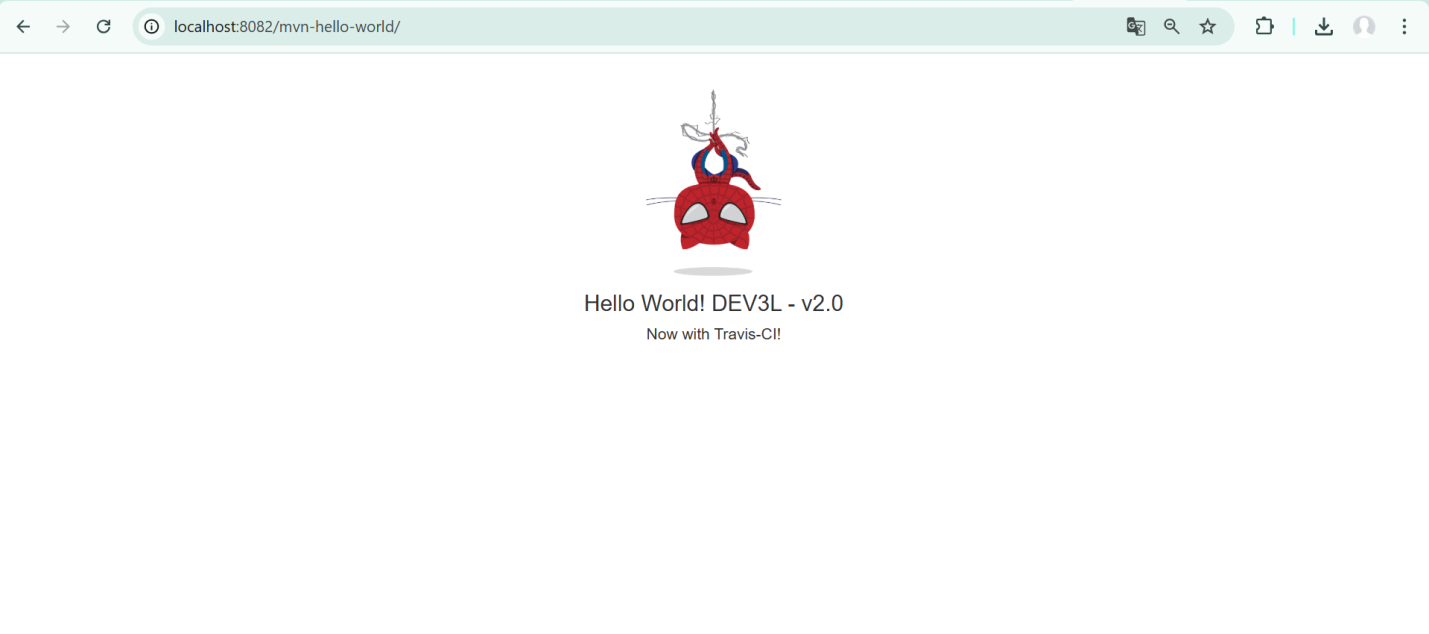 localhost:8082/mvn-hello-world/
Hello World! DEV3L - v2.0
Now with Travis-CI!